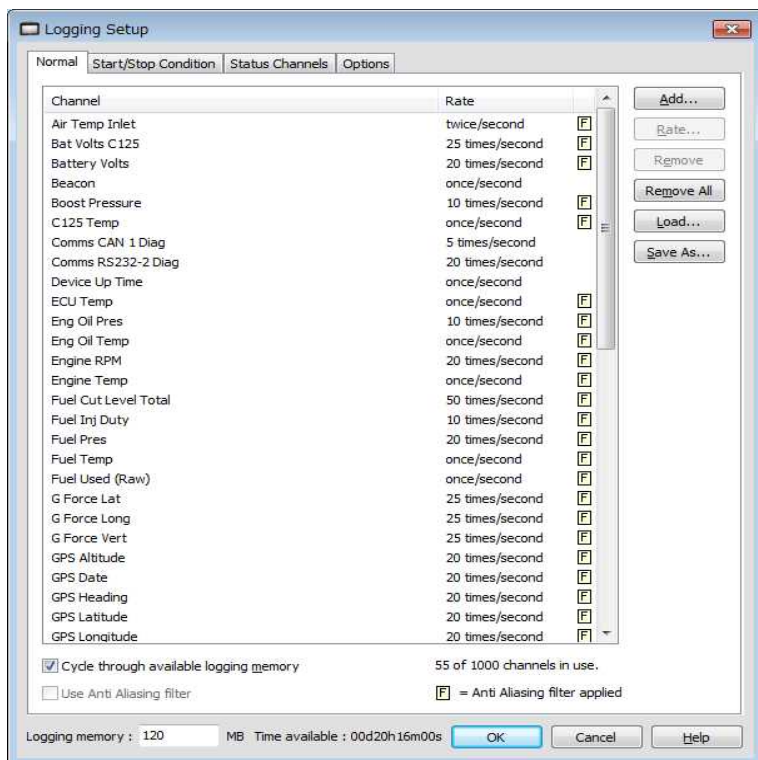 Logging Setup
Normal Start/Stop Condition Status Channels Options
Channel Rate
Air Temp Inlet twice/second F
Bat Volts C125 25 times/second F
Battery Volts 20 times/second F
Beacon once/second
Boost Pressure 10 times/second F
C125 Temp once/second F
Comms CAN 1 Diag 5 times/second
Comms RS232-2 Diag 20 times/second
Device Up Time once/second
ECU Temp once/second F
Eng Oil Pres 10 times/second F
Eng Oil Temp once/second F
Engine RPM 20 times/second F
Engine Temp once/second F
Fuel Cut Level Total 50 times/second F
Fuel Inj Duty 10 times/second F
Fuel Pres 20 times/second F
Fuel Temp once/second F
Fuel Used (Raw) once/second F
G Force Lat 25 times/second F
G Force Long 25 times/second F
G Force Vert 25 times/second F
GPS Altitude 20 times/second F
GPS Date 20 times/second F
GPS Heading 20 times/second F
GPS Latitude 20 times/second F
GPS Longitude 20 times/second F
Add...
Rate...
Remove
Remove All
Load...
Save As...
Cycle through available logging memory 55 of 1000 channels in use.
Use Anti Aliasing filter F = Anti Aliasing filter applied
Logging memory : 120 MB Time available : 00d20h16m00s OK Cancel Help